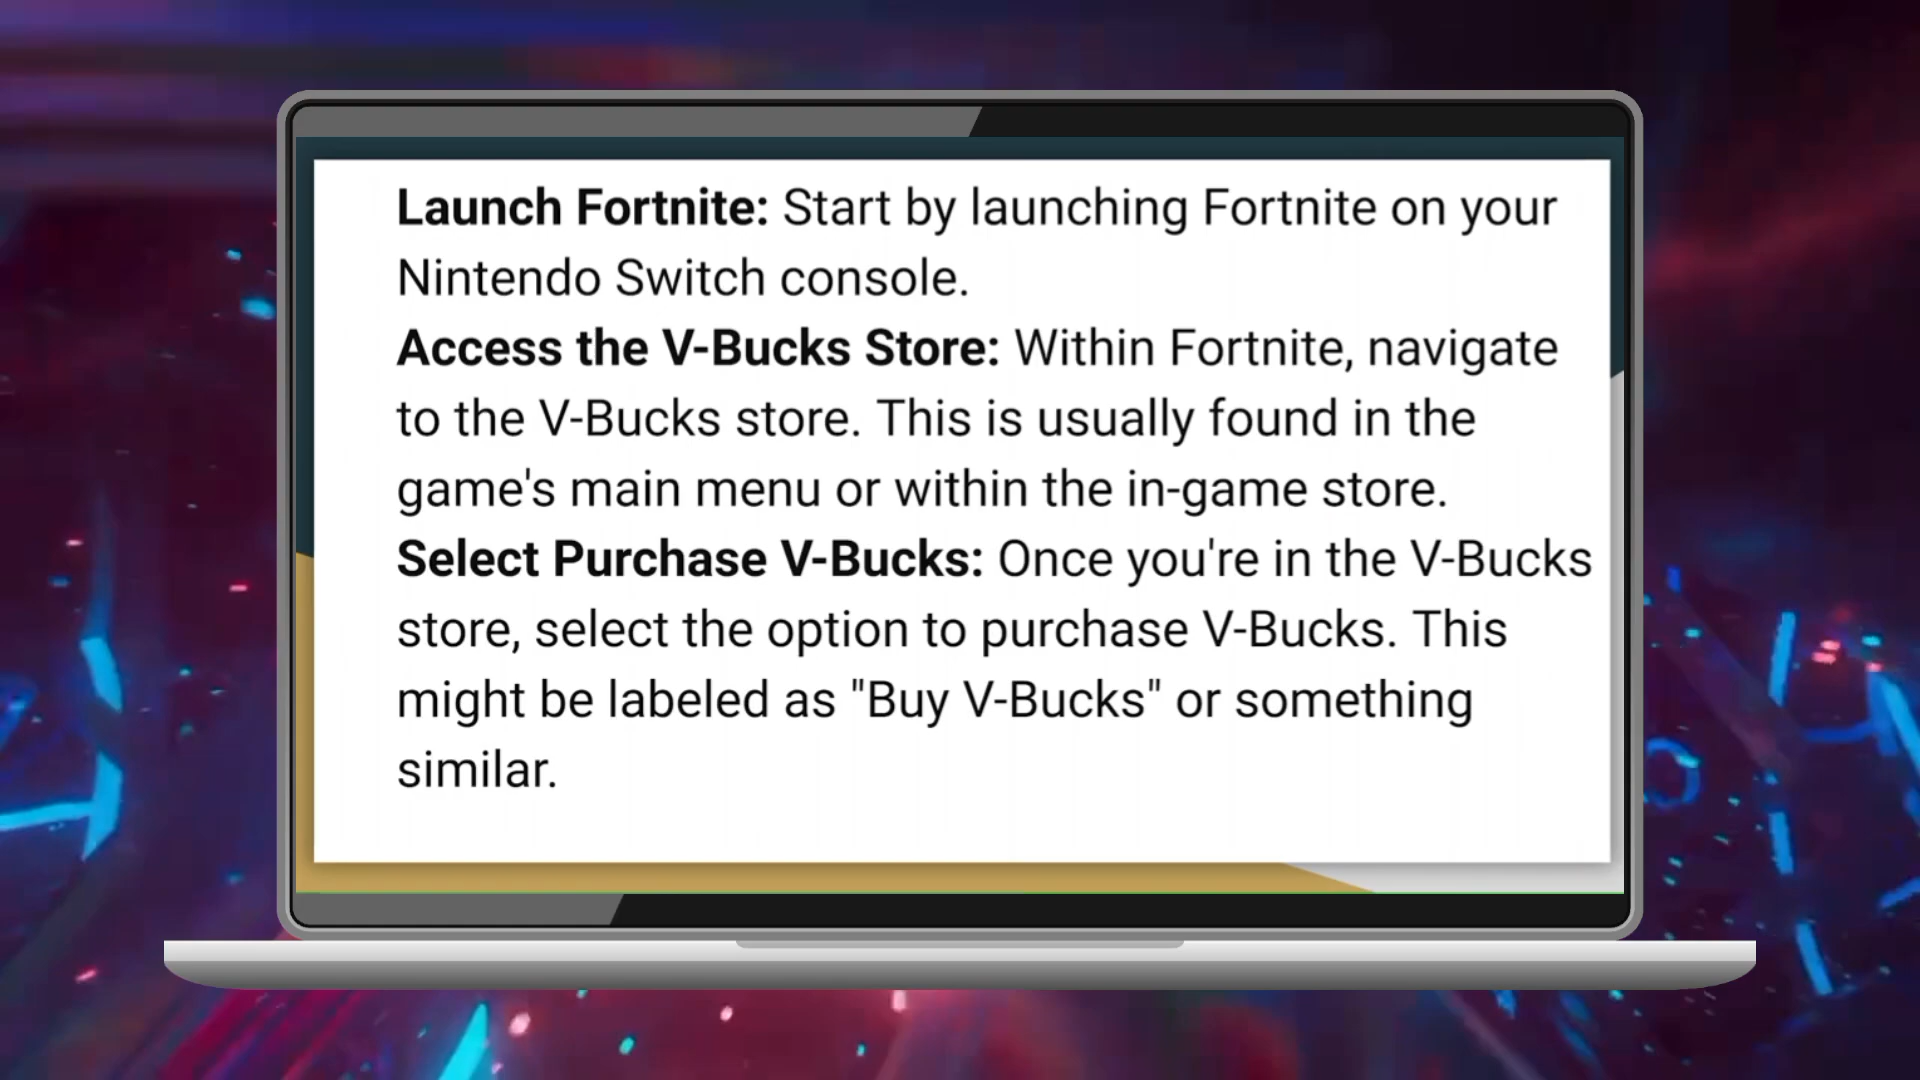 Launch Fortnite: Start by launching Fortnite on your
Nintendo Switch console.
Access the V-Bucks Store: Within Fortnite, navigate
to the V-Bucks store. This is usually found in the
game's main menu or within the in-game store.
Select Purchase V-Bucks: Once you're in the V-Bucks
store, select the option to purchase V-Bucks. This
might be labeled as "Buy V-Bucks" or something
similar.